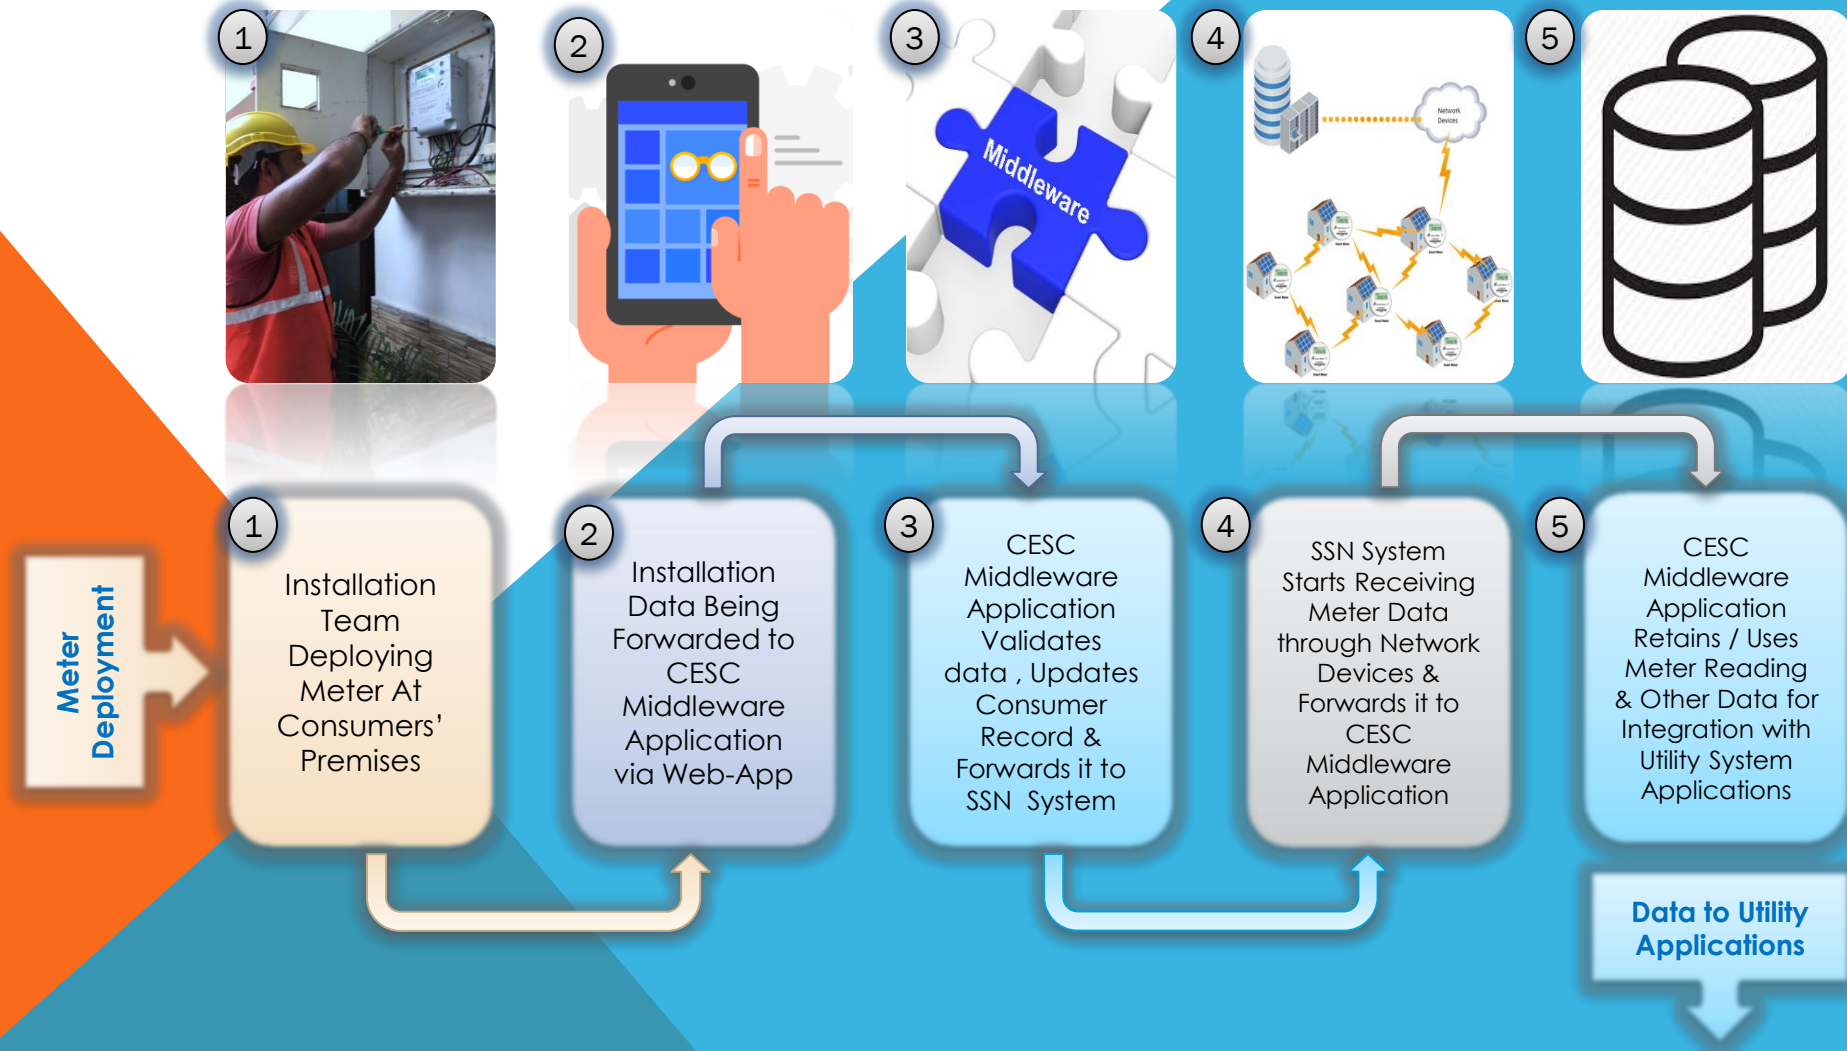 1
2
3
4
5
Middleware
Network
Devices
Meter
Deployment
1
Installation
Team
Deploying
Meter At
Consumers’
Premises
2
Installation
Data Being
Forwarded to
CESC
Middleware
Application
via Web-App
3
CESC
Middleware
Application
Validates
data , Updates
Consumer
Record &
Forwards it to
SSN System
4
SSN System
Starts Receiving
Meter Data
through Network
Devices &
Forwards it to
CESC
Middleware
Application
5
CESC
Middleware
Application
Retains / Uses
Meter Reading
& Other Data for
Integration with
Utility System
Applications
Data to Utility
Applications